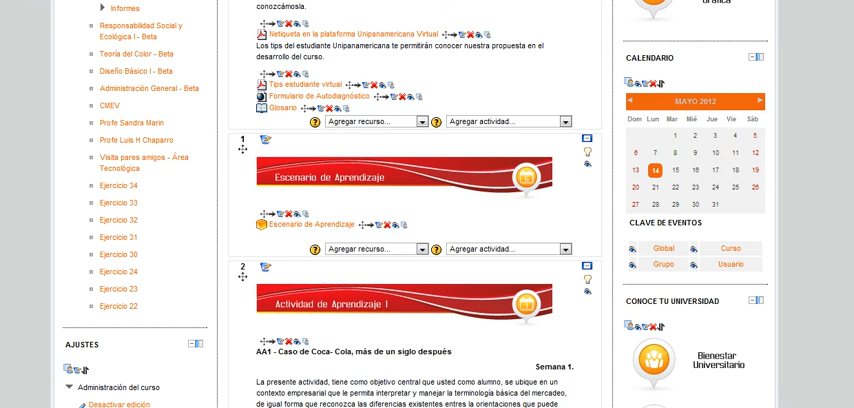 Informes
Responsabilidad Social y
Ecológica I - Beta
Teoría del Color - Beta
Diseño Básico I - Beta
Administración General - Beta
CMEV
Profe Sandra Marin
Profe Luis H Chaparro
Visita pares amigos - Área
Tecnológica
Ejercicio 34
Ejercicio 33
Ejercicio 32
Ejercicio 31
Ejercicio 30
Ejercicio 24
Ejercicio 23
Ejercicio 22
AJUSTES
Administración del curso
Desactivar edición
conozcámosla.
Netiqueta en la plataforma Unipanamericana Virtual
Los tips del estudiante Unipanamericana te permitirán conocer nuestra propuesta en el
desarrollo del curso.
Tips estudiante virtual
Formulario de Autodiagnóstico
Glosario
Agregar recurso... Agregar actividad...
1
Escenario de Aprendizaje
Escenario de Aprendizaje
Agregar recurso... Agregar actividad...
2
Actividad de Aprendizaje 1
AA1 - Caso de Coca- Cola, más de un siglo después
Semana 1.
La presente actividad, tiene como objetivo central que usted como alumno, se ubique en un
contexto empresarial que le permita interpretar y manejar la terminología básica del mercadeo,
de igual forma que reconozca las diferencias existentes entre la orientaciones que puede
CALENDARIO
MAYO 2012
Dom Lun Mar Mié Jue Vie Sáb
1 2 3 4 5
6 7 8 9 10 11 12
13 14 15 16 17 18 19
20 21 22 23 24 25 26
27 28 29 30 31
CLAVE DE EVENTOS
Global Curso
Grupo Usuario
CONOCE TU UNIVERSIDAD
Bienestar
Universitario